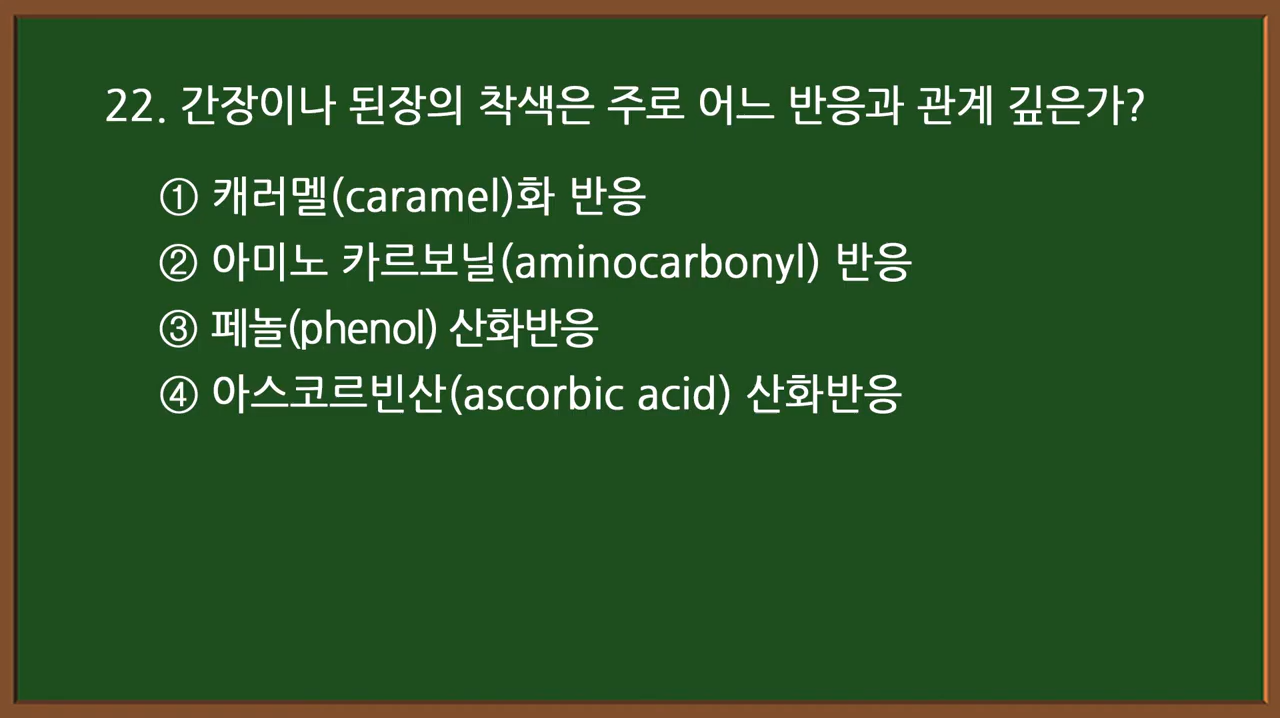 22. 간장이나 된장의 착색은 주로 어느 반응과 관계 깊은가?
① 캐러멜(caramel)화 반응
② 아미노 카르보닐(aminocarbonyl) 반응
③ 페놀(phenol) 산화반응
④ 아스코르빈산(ascorbic acid) 산화반응